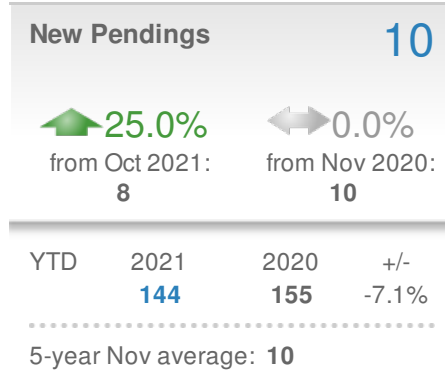 New Pendings 10
25.0% 0.0%
from Oct 2021: from Nov 2020:
8 10
YTD 2021 2020 +/-
144 155 -7.1%
5-year Nov average: 10